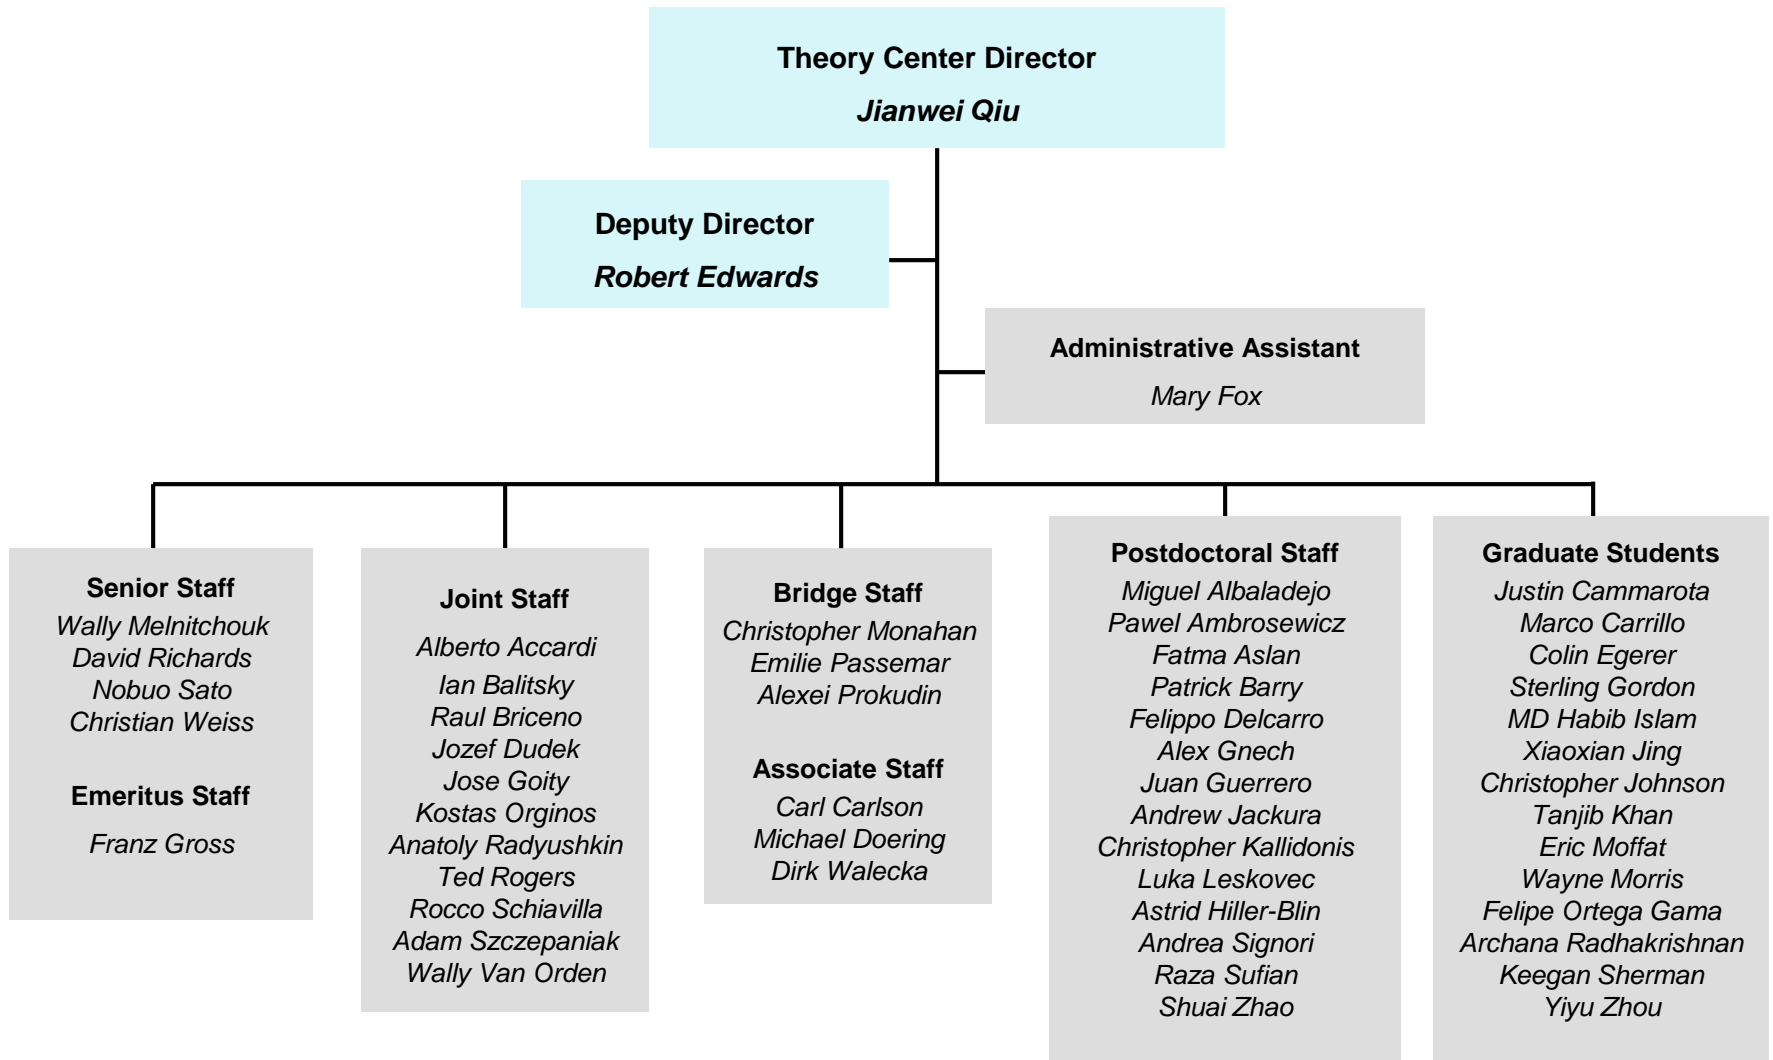 Theory Center Director
Jianwei Qiu
Deputy Director
Robert Edwards
Administrative Assistant
Mary Fox
Senior Staff
Wally Melnitchouk
David Richards
Nobuo Sato
Christian Weiss
Emeritus Staff
Franz Gross
Joint Staff
Alberto Accardi
Ian Balitsky
Raul Briceno
Jozef Dudek
Jose Goity
Kostas Orginos
Anatoly Radyushkin
Ted Rogers
Rocco Schiavilla
Adam Szczepaniak
Wally Van Orden
Bridge Staff
Christopher Monahan
Emilie Passemar
Alexei Prokudin
Associate Staff
Carl Carlson
Michael Doering
Dirk Walecka
Postdoctoral Staff
Miguel Albaladejo
Pawel Ambrosewicz
Fatma Aslan
Patrick Barry
Felippo Delcarro
Alex Gnech
Juan Guerrero
Andrew Jackura
Christopher Kallidonis
Luka Leskovec
Astrid Hiller-Blin
Andrea Signori
Raza Sufian
Shuai Zhao
Graduate Students
Justin Cammarota
Marco Carrillo
Colin Egerer
Sterling Gordon
MD Habib Islam
Xiaoxian Jing
Christopher Johnson
Tanjib Khan
Eric Moffat
Wayne Morris
Felipe Ortega Gama
Archana Radhakrishnan
Keegan Sherman
Yiyu Zhou